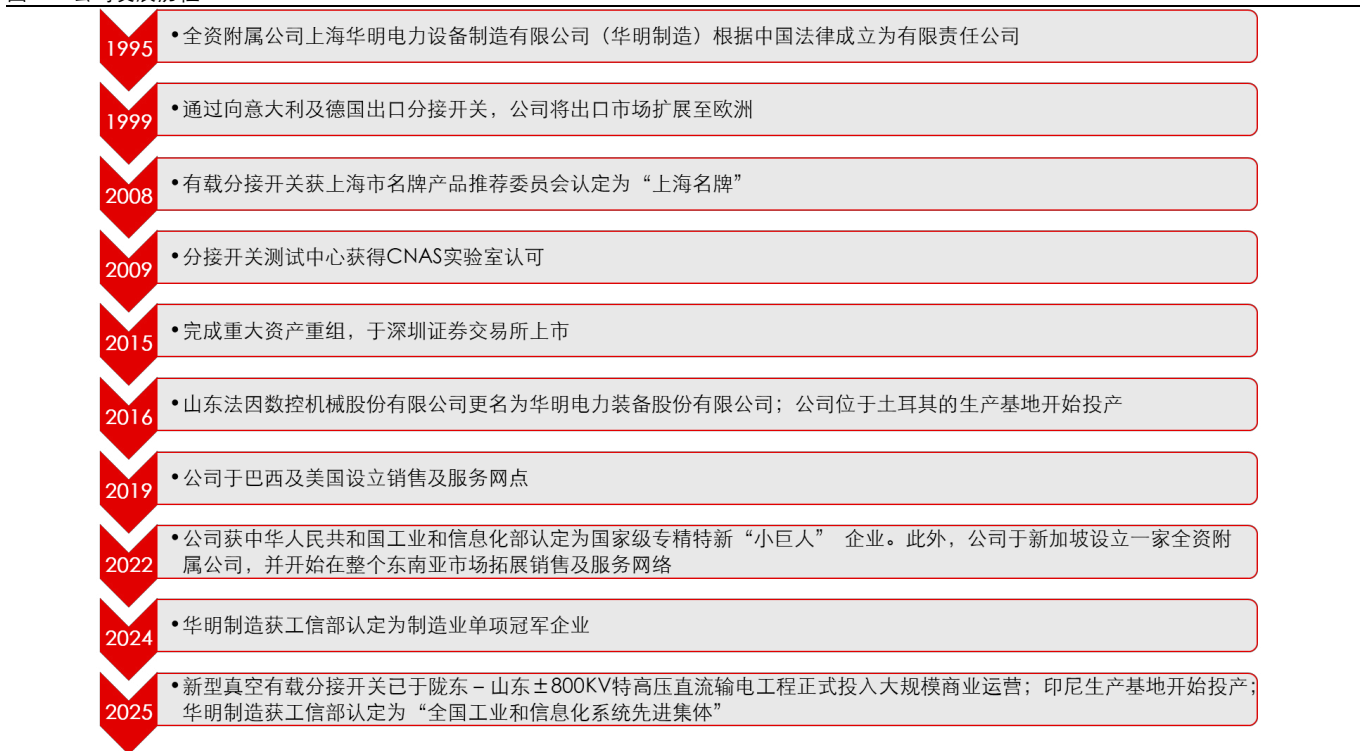 1995
•全资附属公司上海华明电力设备制造有限公司（华明制造）根据中国法律成立为有限责任公司
1999
•通过向意大利及德国出口分接开关，公司将出口市场扩展至欧洲
2008
•有载分接开关获上海市名牌产品推荐委员会认定为“上海名牌”
2009
•分接开关测试中心获得CNAS实验室认可
2015
•完成重大资产重组，于深圳证券交易所上市
2016
•山东法因数控机械股份有限公司更名为华明电力装备股份有限公司；公司位于土耳其的生产基地开始投产
2019
•公司于巴西及美国设立销售及服务网点
2022
•公司获中华人民共和国工业和信息化部认定为国家级专精特新“小巨人” 企业。此外，公司于新加坡设立一家全资附
属公司，并开始在整个东南亚市场拓展销售及服务网络
2024
•华明制造获工信部认定为制造业单项冠军企业
2025
•新型真空有载分接开关已于陇东 – 山东±800KV特高压直流输电工程正式投入大规模商业运营；印尼生产基地开始投产；
华明制造获工信部认定为“全国工业和信息化系统先进集体”